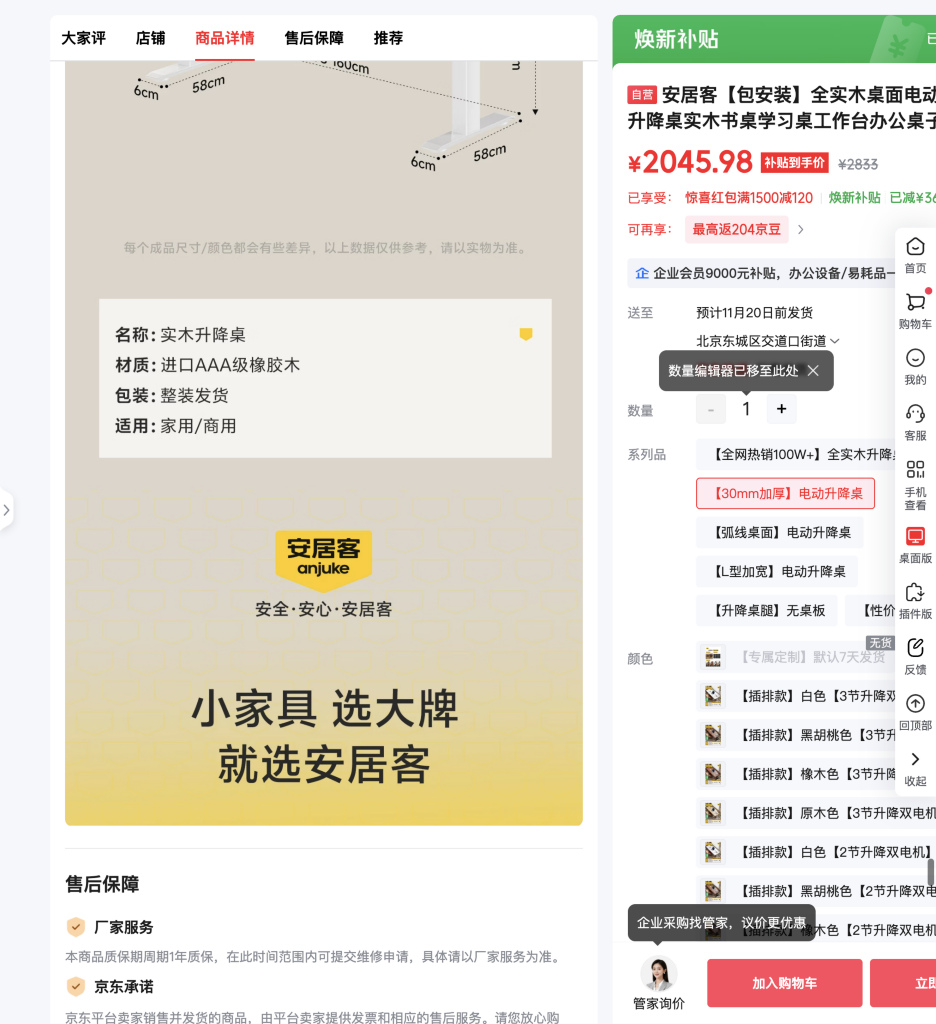 大家评 店铺 商品详情 售后保障 推荐
6cm 58cm 160cm
6cm 58cm
每个成品尺寸/颜色都会有些差异，以上数据仅供参考，请以实物为准。
名称: 实木升降桌
材质: 进口AAA级橡胶木
包装: 整装发货
适用: 家用/商用
安居客
anjuke
安全·安心·安居客
小家具 选大牌
就选安居客
售后保障
厂家服务
本商品质保期周期1年质保，在此时间范围内可提交维修申请，具体请以厂家服务为准。
京东承诺
京东平台卖家销售并发货的商品，由平台卖家提供发票和相应的售后服务。请您放心购
焕新补贴
自营 安居客【包安装】全实木桌面电动
升降桌实木书桌学习桌工作台办公桌子
¥2045.98 补贴到手价 ¥2833
已享受： 惊喜红包满1500减120 焕新补贴 已减¥36
可再享： 最高返204京豆
企 企业会员9000元补贴，办公设备/易耗品一
送至 预计11月20日前发货
北京东城区交道口街道
数量编辑器已移至此处
数量 - 1 +
系列品 【全网热销100W+】全实木升降
【30mm加厚】电动升降桌
【弧线桌面】电动升降桌
【L型加宽】电动升降桌
【升降桌腿】无桌板 【性价
无货
颜色 【专属定制】默认7天发货
【插排款】白色【3节升降双
【插排款】黑胡桃色【3节升
【插排款】橡木色【3节升降
【插排款】原木色【3节升降双电机
【插排款】白色【2节升降双电机】
【插排款】黑胡桃色【2节升降双电
橡木色【2节升降双电机
企业采购找管家，议价更优惠
管家询价
加入购物车
立即
首页
购物车
我的
客服
手机
查看
桌面版
插件版
反馈
回顶部
收起